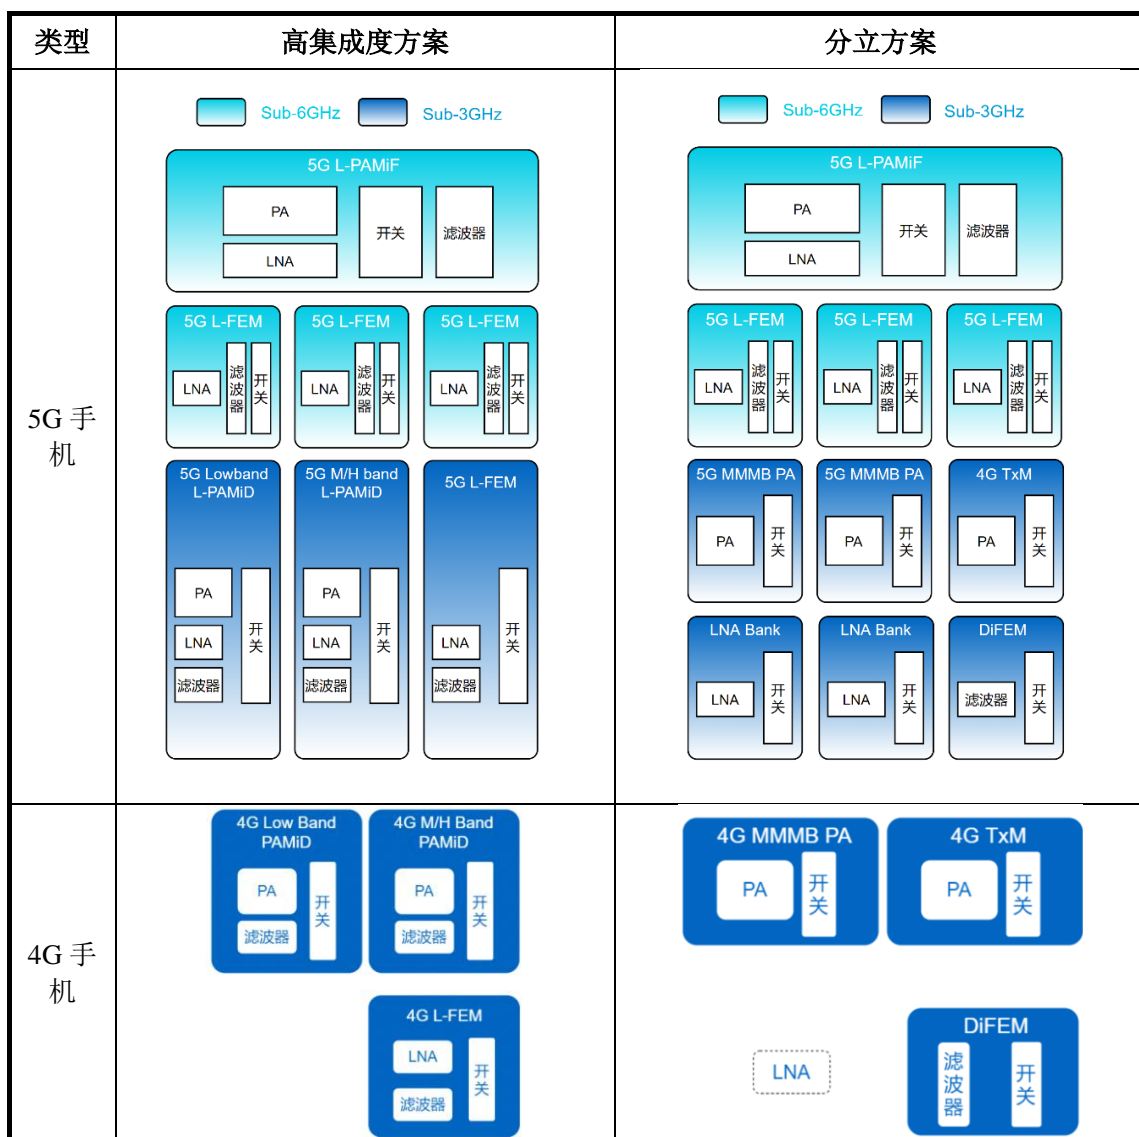 类型
高集成度方案
分立方案
5G 手
机
Sub-6GHz
Sub-3GHz
5G L-PAMiF
PA
LNA
开关
滤波器
5G L-FEM
LNA
滤波器
开关
5G L-FEM
LNA
滤波器
开关
5G L-FEM
LNA
滤波器
开关
5G Lowband
L-PAMiD
PA
LNA
滤波器
开关
5G M/H band
L-PAMiD
PA
LNA
滤波器
开关
5G L-FEM
LNA
滤波器
开关
Sub-6GHz
Sub-3GHz
5G L-PAMiF
PA
LNA
开关
滤波器
5G L-FEM
LNA
滤波器
开关
5G L-FEM
LNA
滤波器
开关
5G L-FEM
LNA
滤波器
开关
5G MMMB PA
PA
开关
5G MMMB PA
PA
开关
4G TxM
PA
开关
LNA Bank
LNA
开关
LNA Bank
LNA
开关
DiFEM
滤波器
开关
4G 手
机
4G Low Band
PAMiD
PA
滤波器
开关
4G M/H Band
PAMiD
PA
滤波器
开关
4G L-FEM
LNA
滤波器
开关
4G MMMB PA
PA
开关
4G TxM
PA
开关
LNA
DiFEM
滤波器
开关